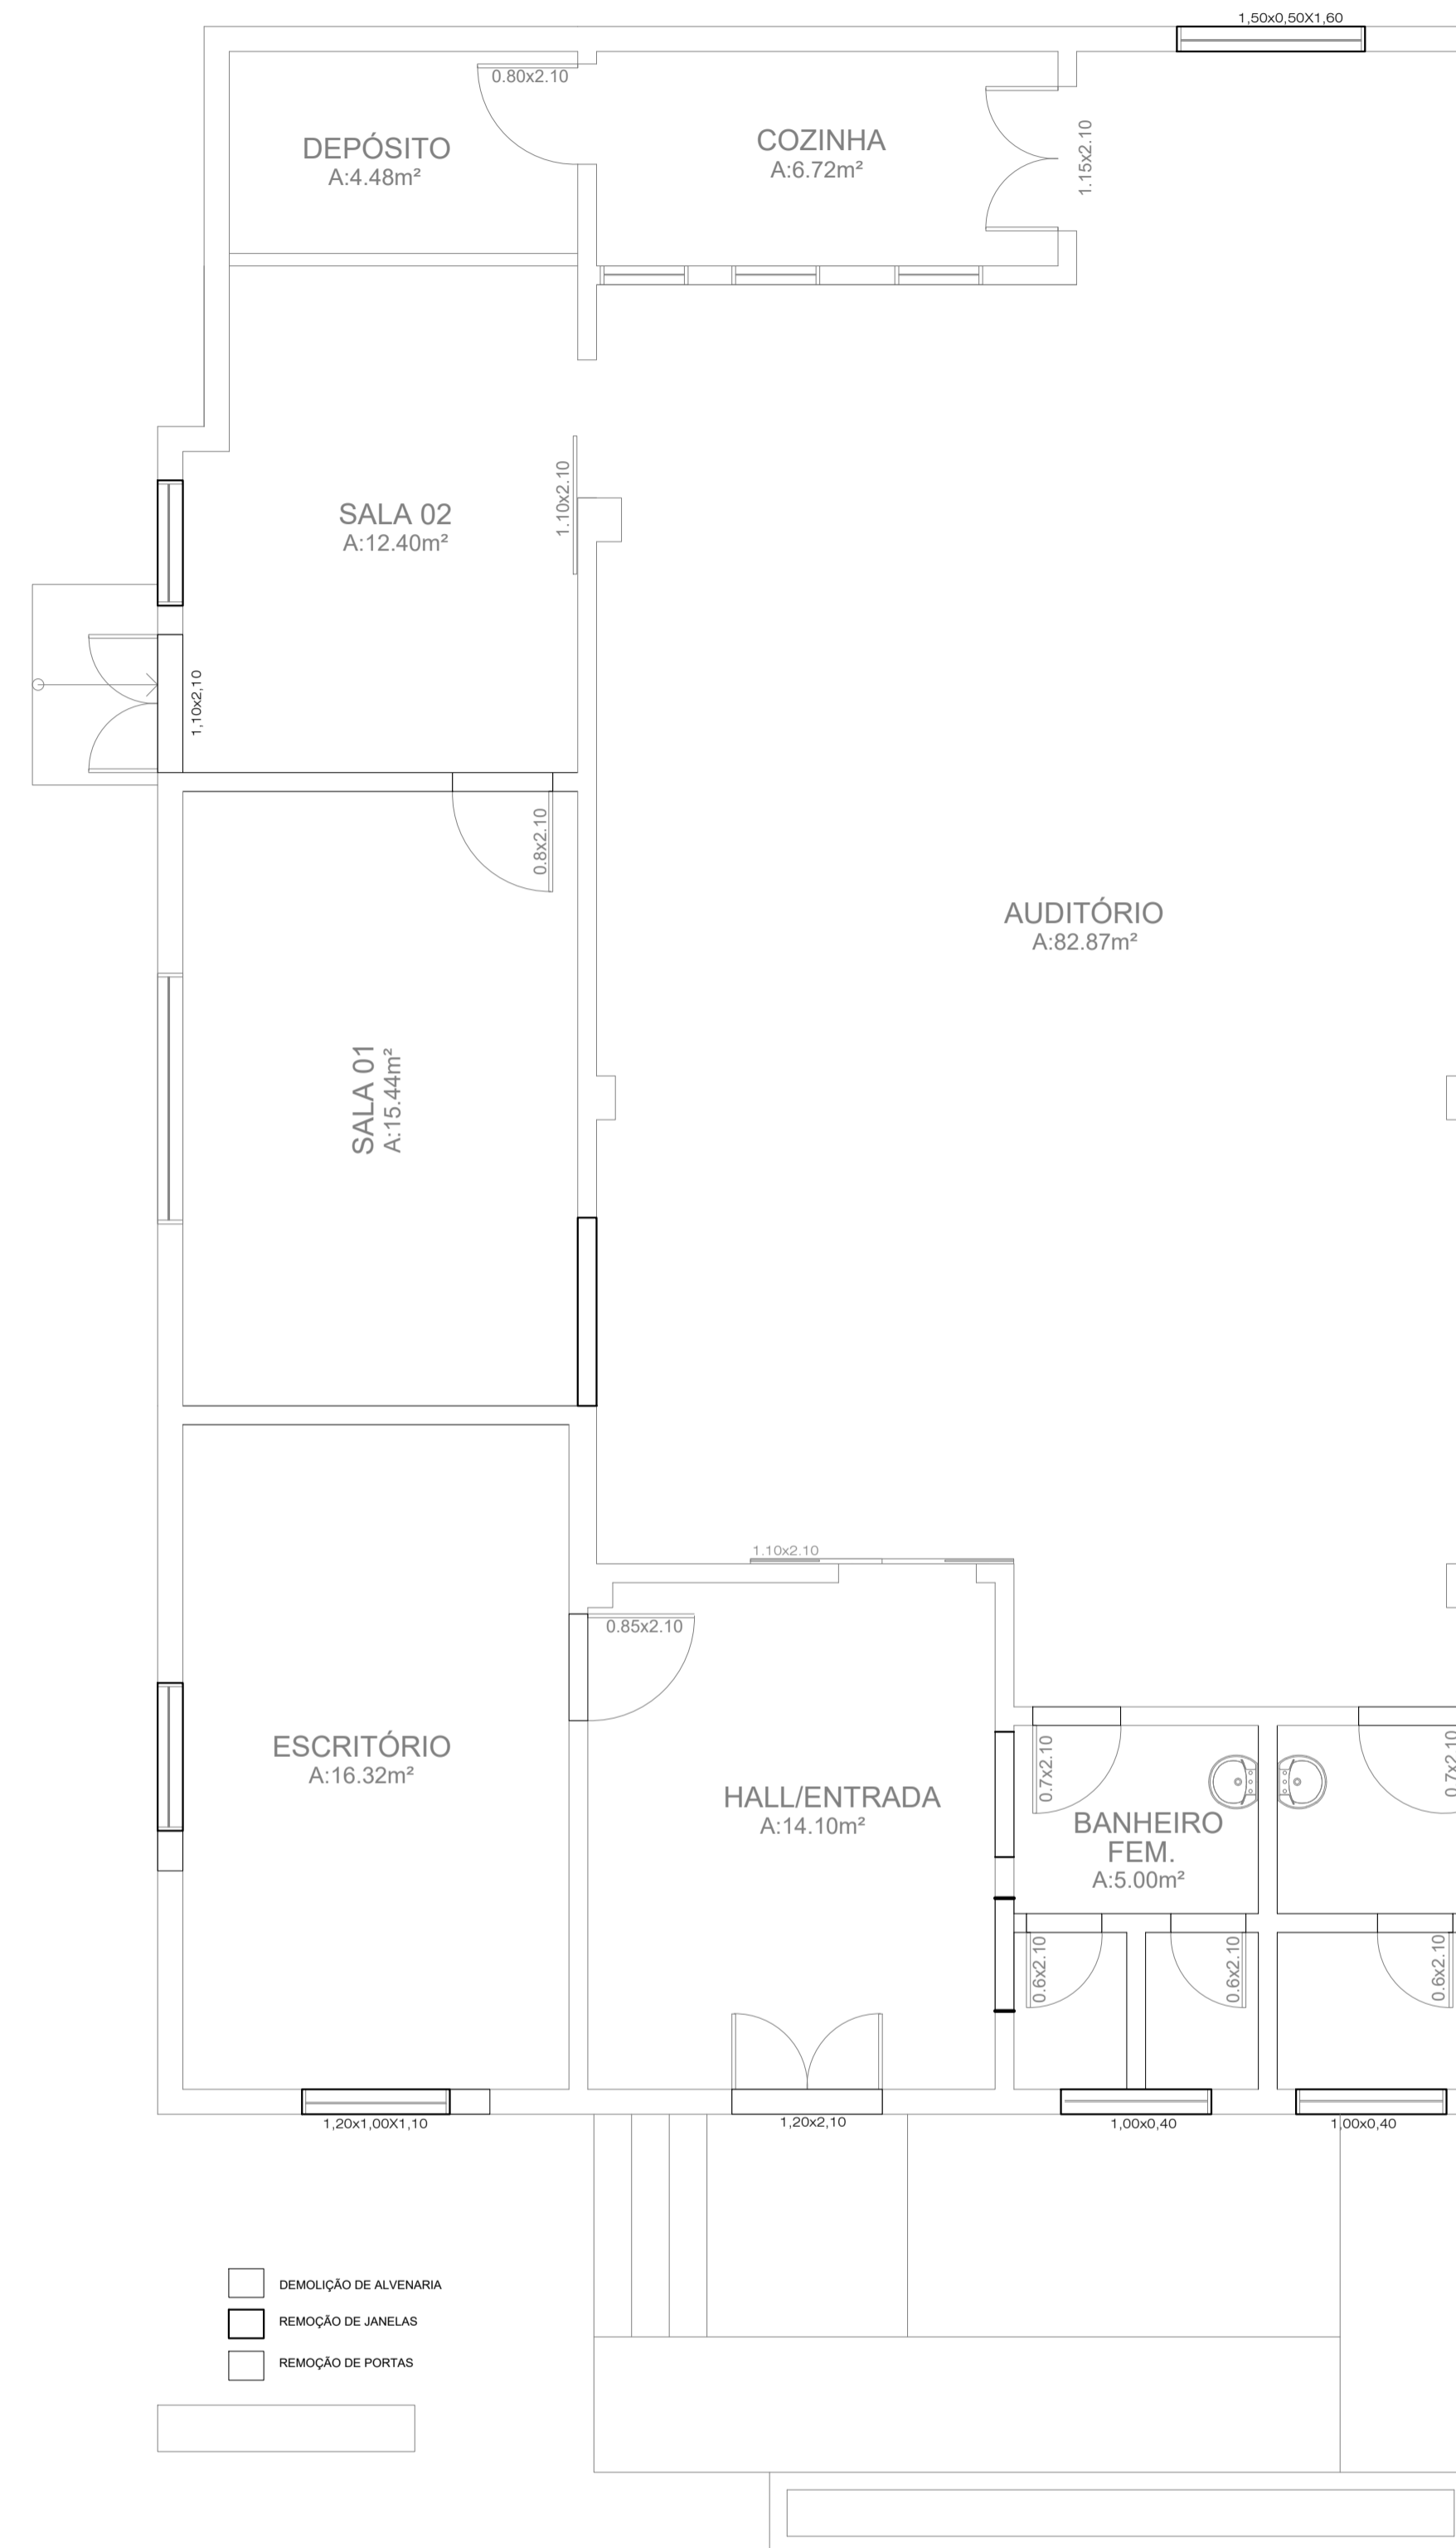 1,50x0,50X1,60
0.80x2.10
DEPÓSITO
A:4.48m²
COZINHA
A:6.72m²
1.15x2.10
SALA 02
A:12.40m²
1.10x2.10
1,10x2,10
0.8x2.10
AUDITÓRIO
A:82.87m²
SALA 01
A:15.44m²
1.10x2.10
0.85x2.10
ESCRITÓRIO
A:16.32m²
HALL/ENTRADA
A:14.10m²
0.7x2.10
BANHEIRO
FEM.
A:5.00m²
0.7x2.10
0.6x2.10
0.6x2.10
0.6x2.10
1,20x1,00X1,10
1,20x2,10
1,00x0,40
1,00x0,40
DEMOLIÇÃO DE ALVENARIA
REMOÇÃO DE JANELAS
REMOÇÃO DE PORTAS